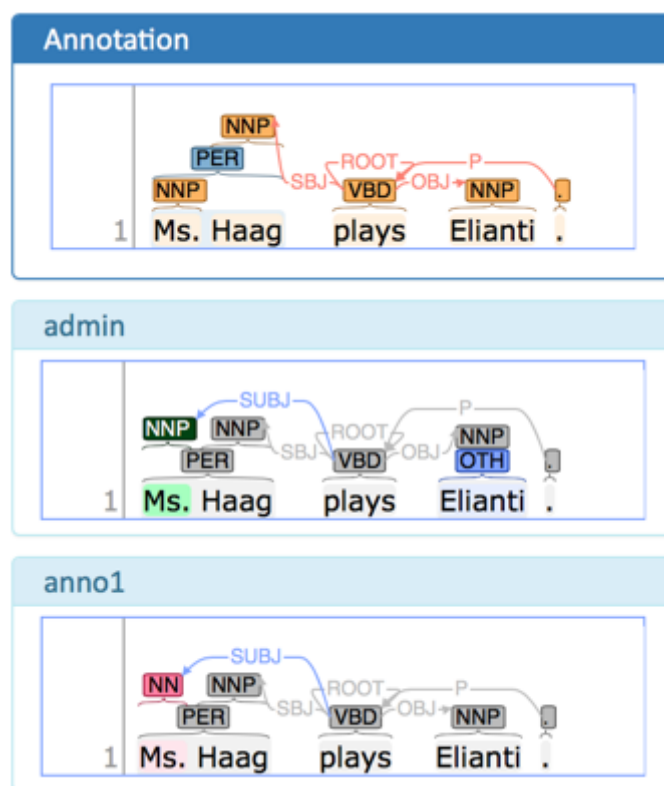 Annotation
NNP
PER ROOT P
NNP SBJ VBD OBJ NNP .
1 Ms. Haag plays Elianti .
admin
SUBJ P
NNP NNP ROOT NNP
PER SBJ VBD OBJ OTH .
1 Ms. Haag plays Elianti .
anno1
SUBJ
NN NNP ROOT P
PER SBJ VBD OBJ NNP .
1 Ms. Haag plays Elianti .